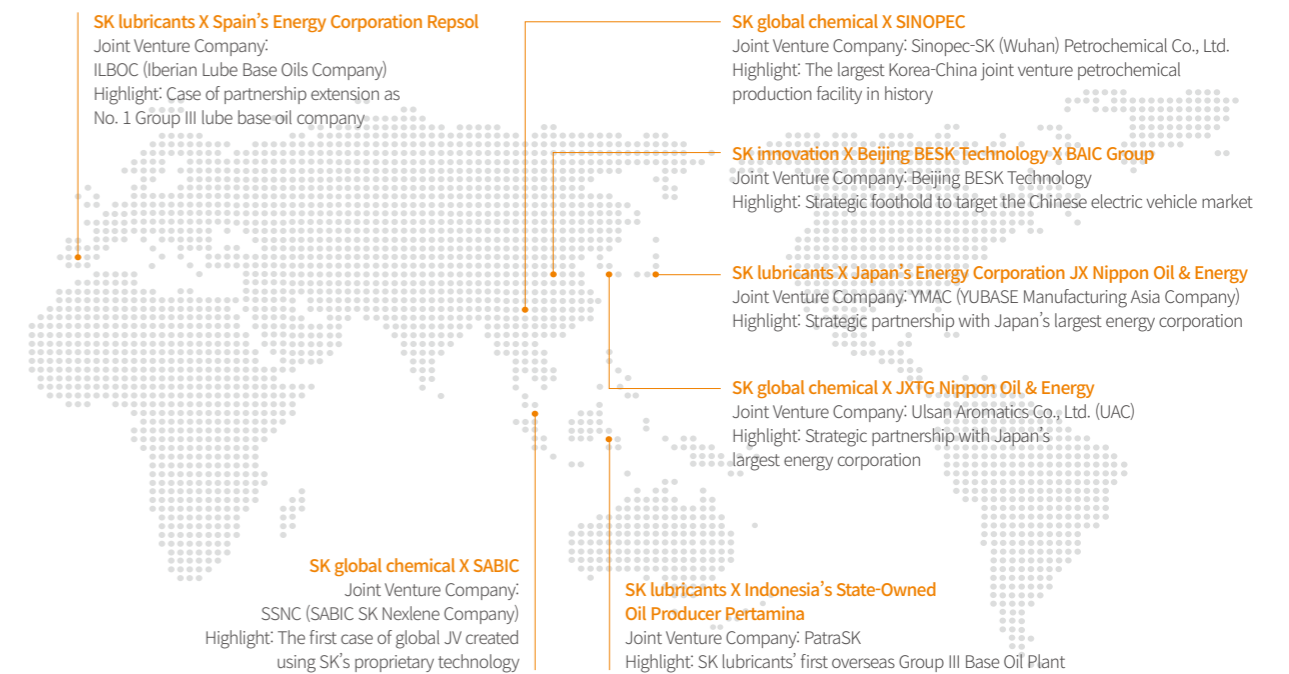 SK lubricants X Spain's Energy Corporation Repsol
Joint Venture Company:
ILBOC (Iberian Lube Base Oils Company)
Highlight: Case of partnership extension as
No. 1 Group III lube base oil company
SK global chemical X SINOPEC
Joint Venture Company: Sinopec-SK (Wuhan) Petrochemical Co., Ltd.
Highlight: The largest Korea-China joint venture petrochemical
production facility in history
SK innovation X Beijing BESK Technology X BAIC Group
Joint Venture Company: Beijing BESK Technology
Highlight: Strategic foothold to target the Chinese electric vehicle market
SK lubricants X Japan's Energy Corporation JX Nippon Oil & Energy
Joint Venture Company: YMAC (YUBASE Manufacturing Asia Company)
Highlight: Strategic partnership with Japan's largest energy corporation
SK global chemical X JXTG Nippon Oil & Energy
Joint Venture Company: Ulsan Aromatics Co., Ltd. (UAC)
Highlight: Strategic partnership with Japan's
largest energy corporation
SK global chemical X SABIC
Joint Venture Company:
SSNC (SABIC SK Nexlene Company)
Highlight: The first case of global JV created
using SK's proprietary technology
SK lubricants X Indonesia's State-Owned
Oil Producer Pertamina
Joint Venture Company: PatraSK
Highlight: SK lubricants' first overseas Group III Base Oil Plant